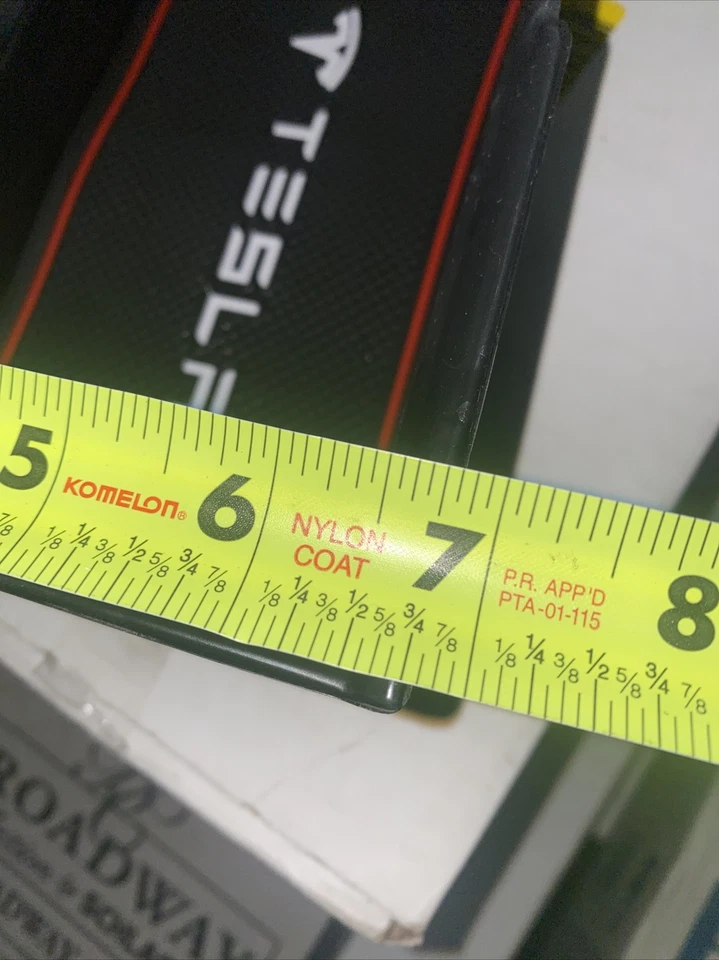 TESLA
5 6 7 8
KOMELON®
NYLON
COAT
P.R. APP'D
PTA-01-115
7/8 1/8 1/4 3/8 1/2 5/8 3/4 7/8 1/8 1/4 3/8 1/2 5/8 3/4 7/8 1/8 1/4 3/8 1/2 5/8 3/4 7/8
ROADWAY